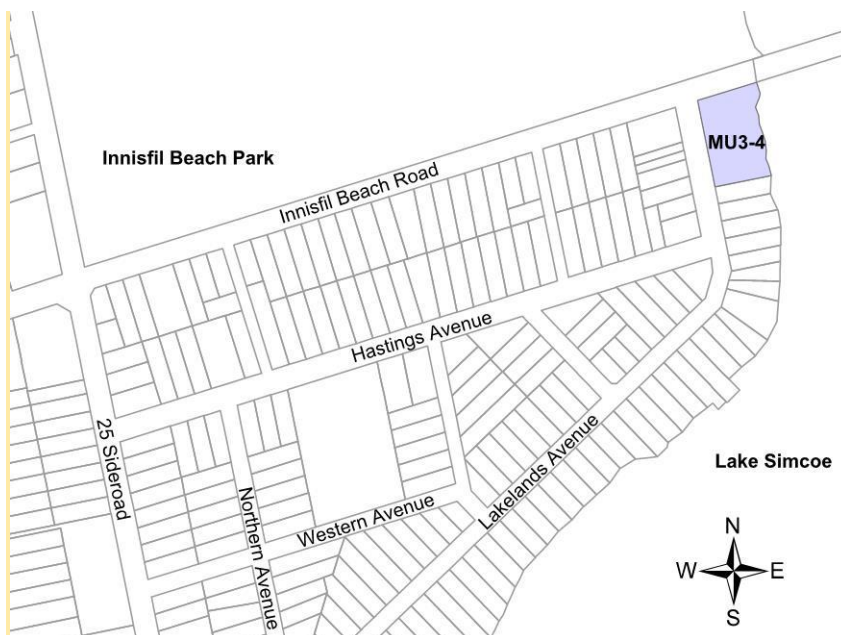 MU3-4
Innisfil Beach Park
Innisfil Beach Road
Hastings Avenue
25 Sideroad
Northern Avenue
Western Avenue
Lakelands Avenue
Lake Simcoe
N
W E
S